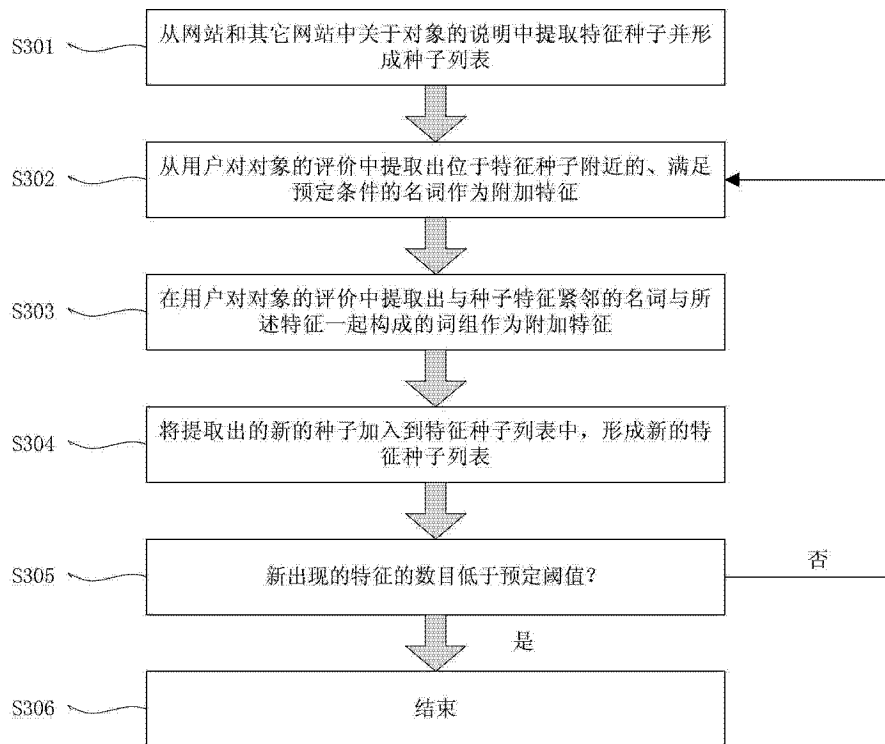 S301
从网站和其它网站中关于对象的说明中提取特征种子并形
成种子列表
S302
从用户对对象的评价中提取出位于特征种子附近的、满足
预定条件的名词作为附加特征
S303
在用户对对象的评价中提取出与种子特征紧邻的名词与所
述特征一起构成的词组作为附加特征
S304
将提取出的新的种子加入到特征种子列表中，形成新的特
征种子列表
S305
新出现的特征的数目低于预定阈值？
否
是
S306
结束